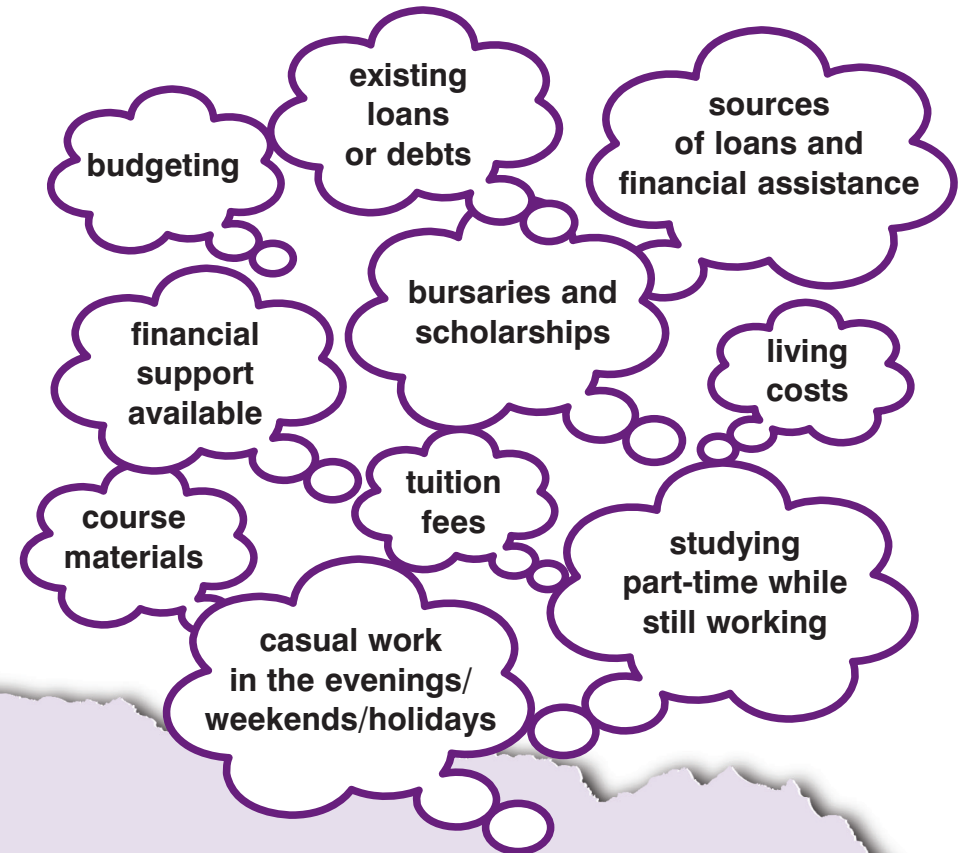 existing
loans
or debts
sources
of loans and
financial assistance
budgeting
bursaries and
scholarships
financial
support
available
living
costs
tuition
fees
course
materials
studying
part-time while
still working
casual work
in the evenings/
weekends/holidays